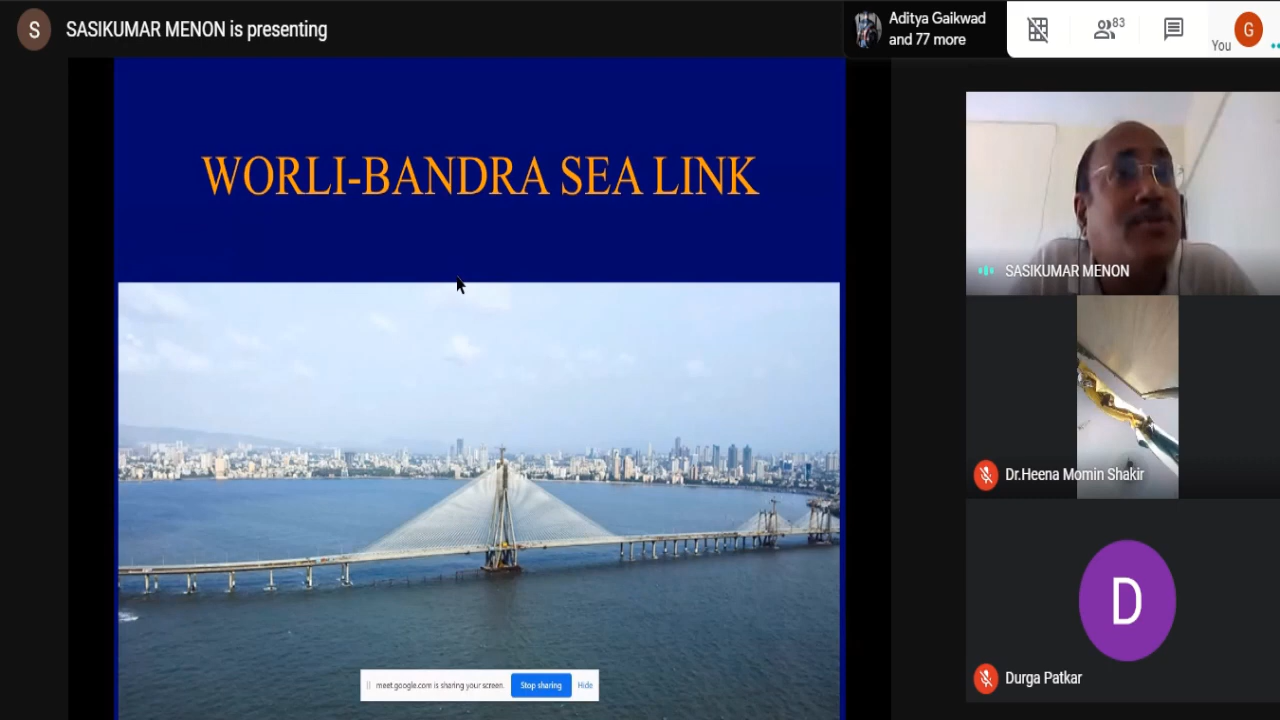 S
SASIKUMAR MENON is presenting
Aditya Gaikwad
and 77 more
83
You
G
WORLI-BANDRA SEA LINK
SASIKUMAR MENON
Dr.Heena Momin Shakir
D
Durga Patkar
meet.google.com is sharing your screen.
Stop sharing
Hide